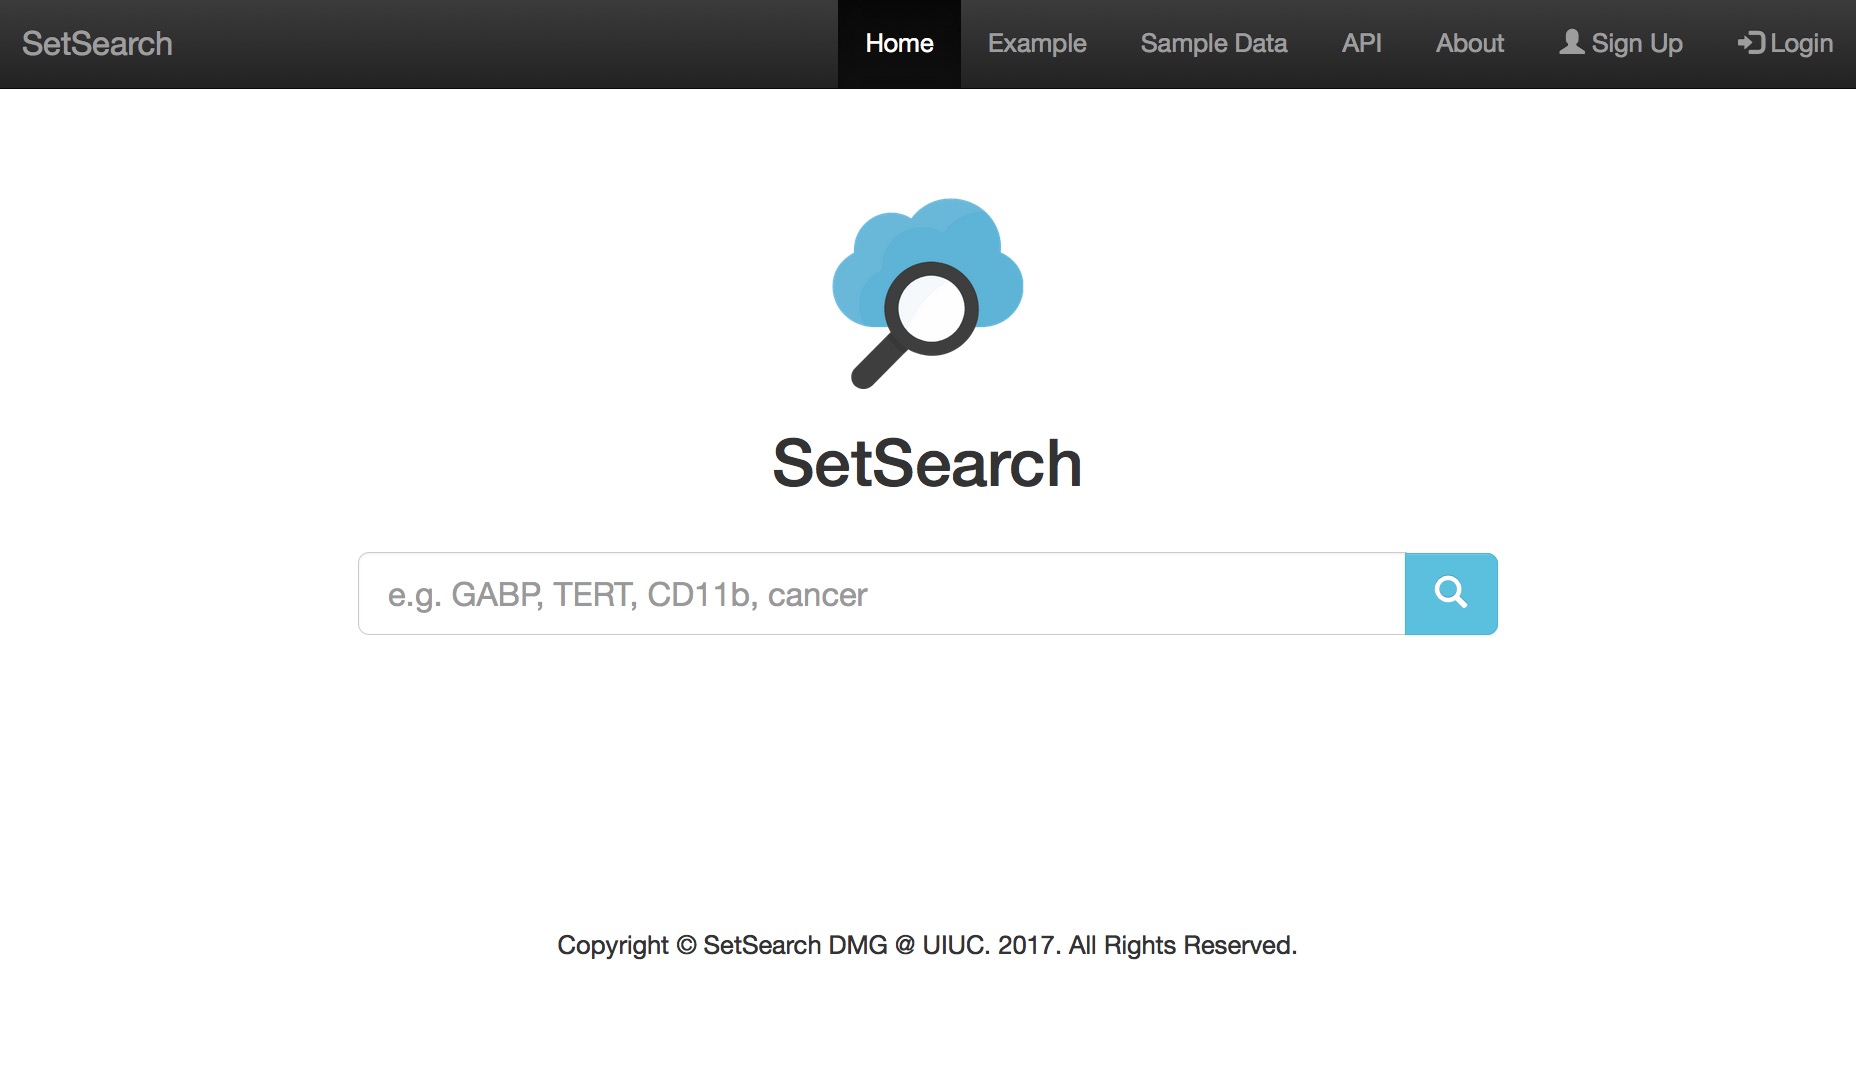 SetSearch Home Example Sample Data API About Sign Up Login
SetSearch
e.g. GABP, TERT, CD11b, cancer
Copyright © SetSearch DMG @ UIUC. 2017. All Rights Reserved.